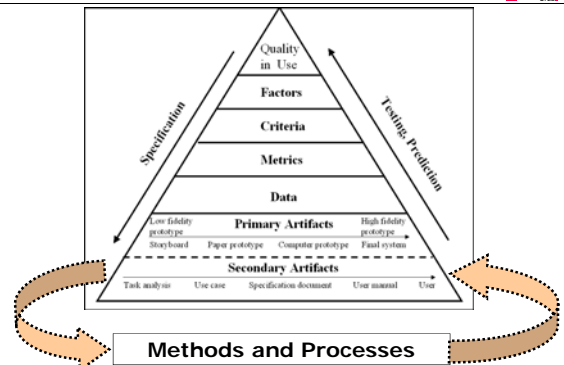 Quality
in Use
Factors
Criteria
Metrics
Data
Specification
Testing, Prediction
Low fidelity
prototype
Primary Artifacts
High fidelity
prototype
Storyboard Paper prototype Computer prototype Final system
Secondary Artifacts
Task analysis Use case Specification document User manual User
Methods and Processes